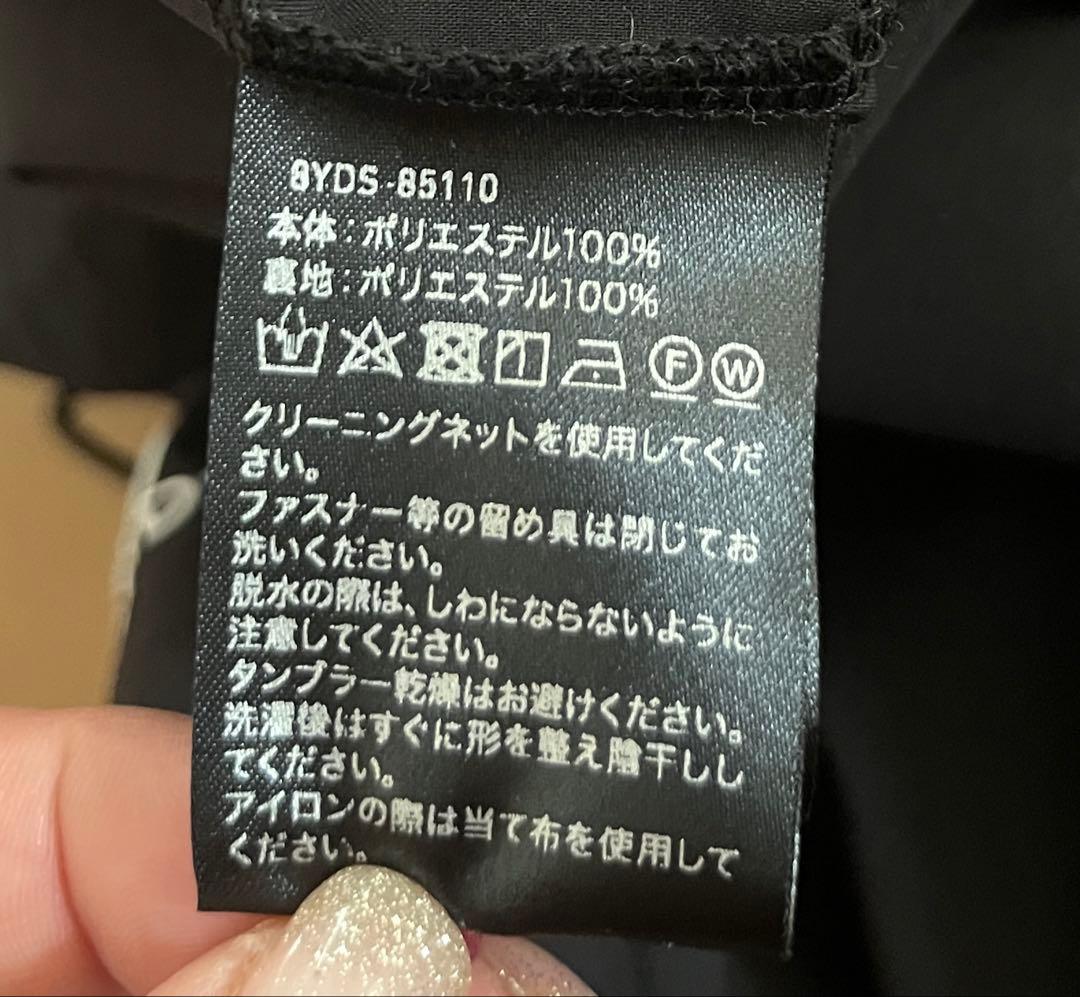 8YDS-85110
本体:ポリエステル100%
裏地:ポリエステル100%
F W
クリーニングネットを使用してくだ
さい。
ファスナー等の留め具は閉じてお
洗いください。
脱水の際は、しわにならないように
注意してください。
タンブラー乾燥はお避けください。
洗濯後はすぐに形を整え陰干しし
てください。
アイロンの際は当て布を使用して
ください。